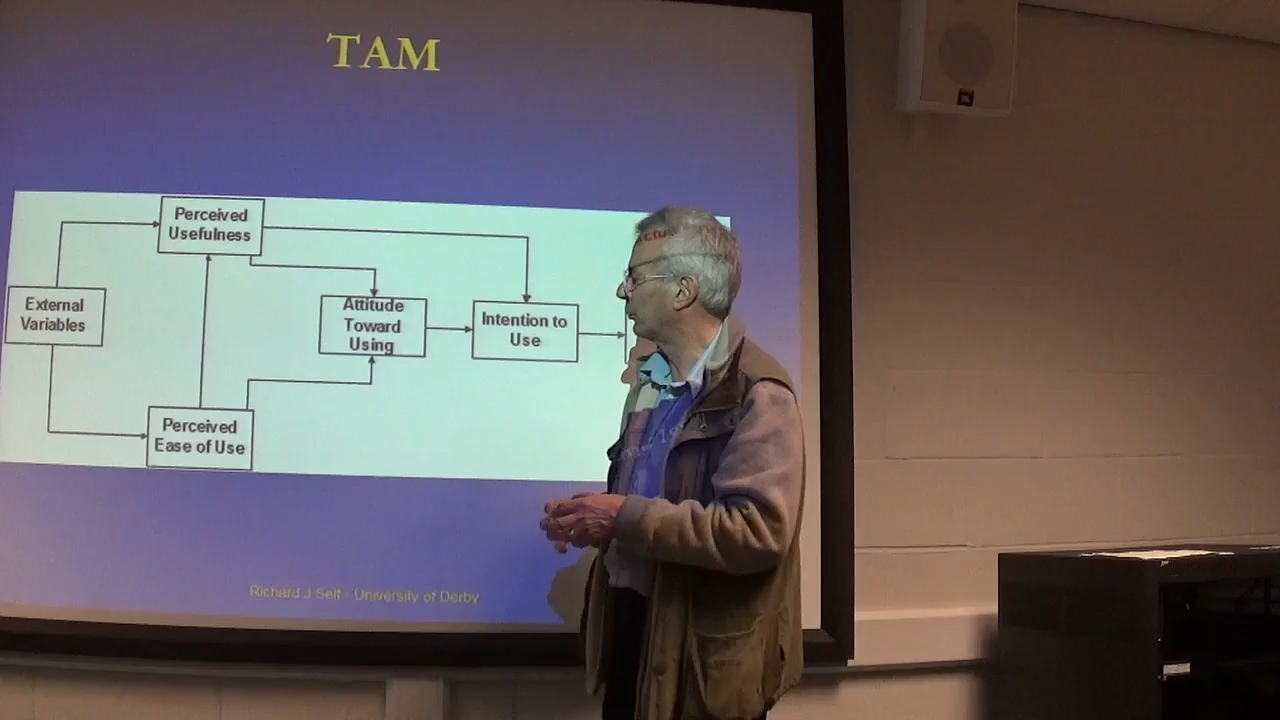 TAM
Perceived
Usefulness
External
Variables
Attitude
Toward
Using
Intention to
Use
Perceived
Ease of Use
Richard J Self - University of Derby